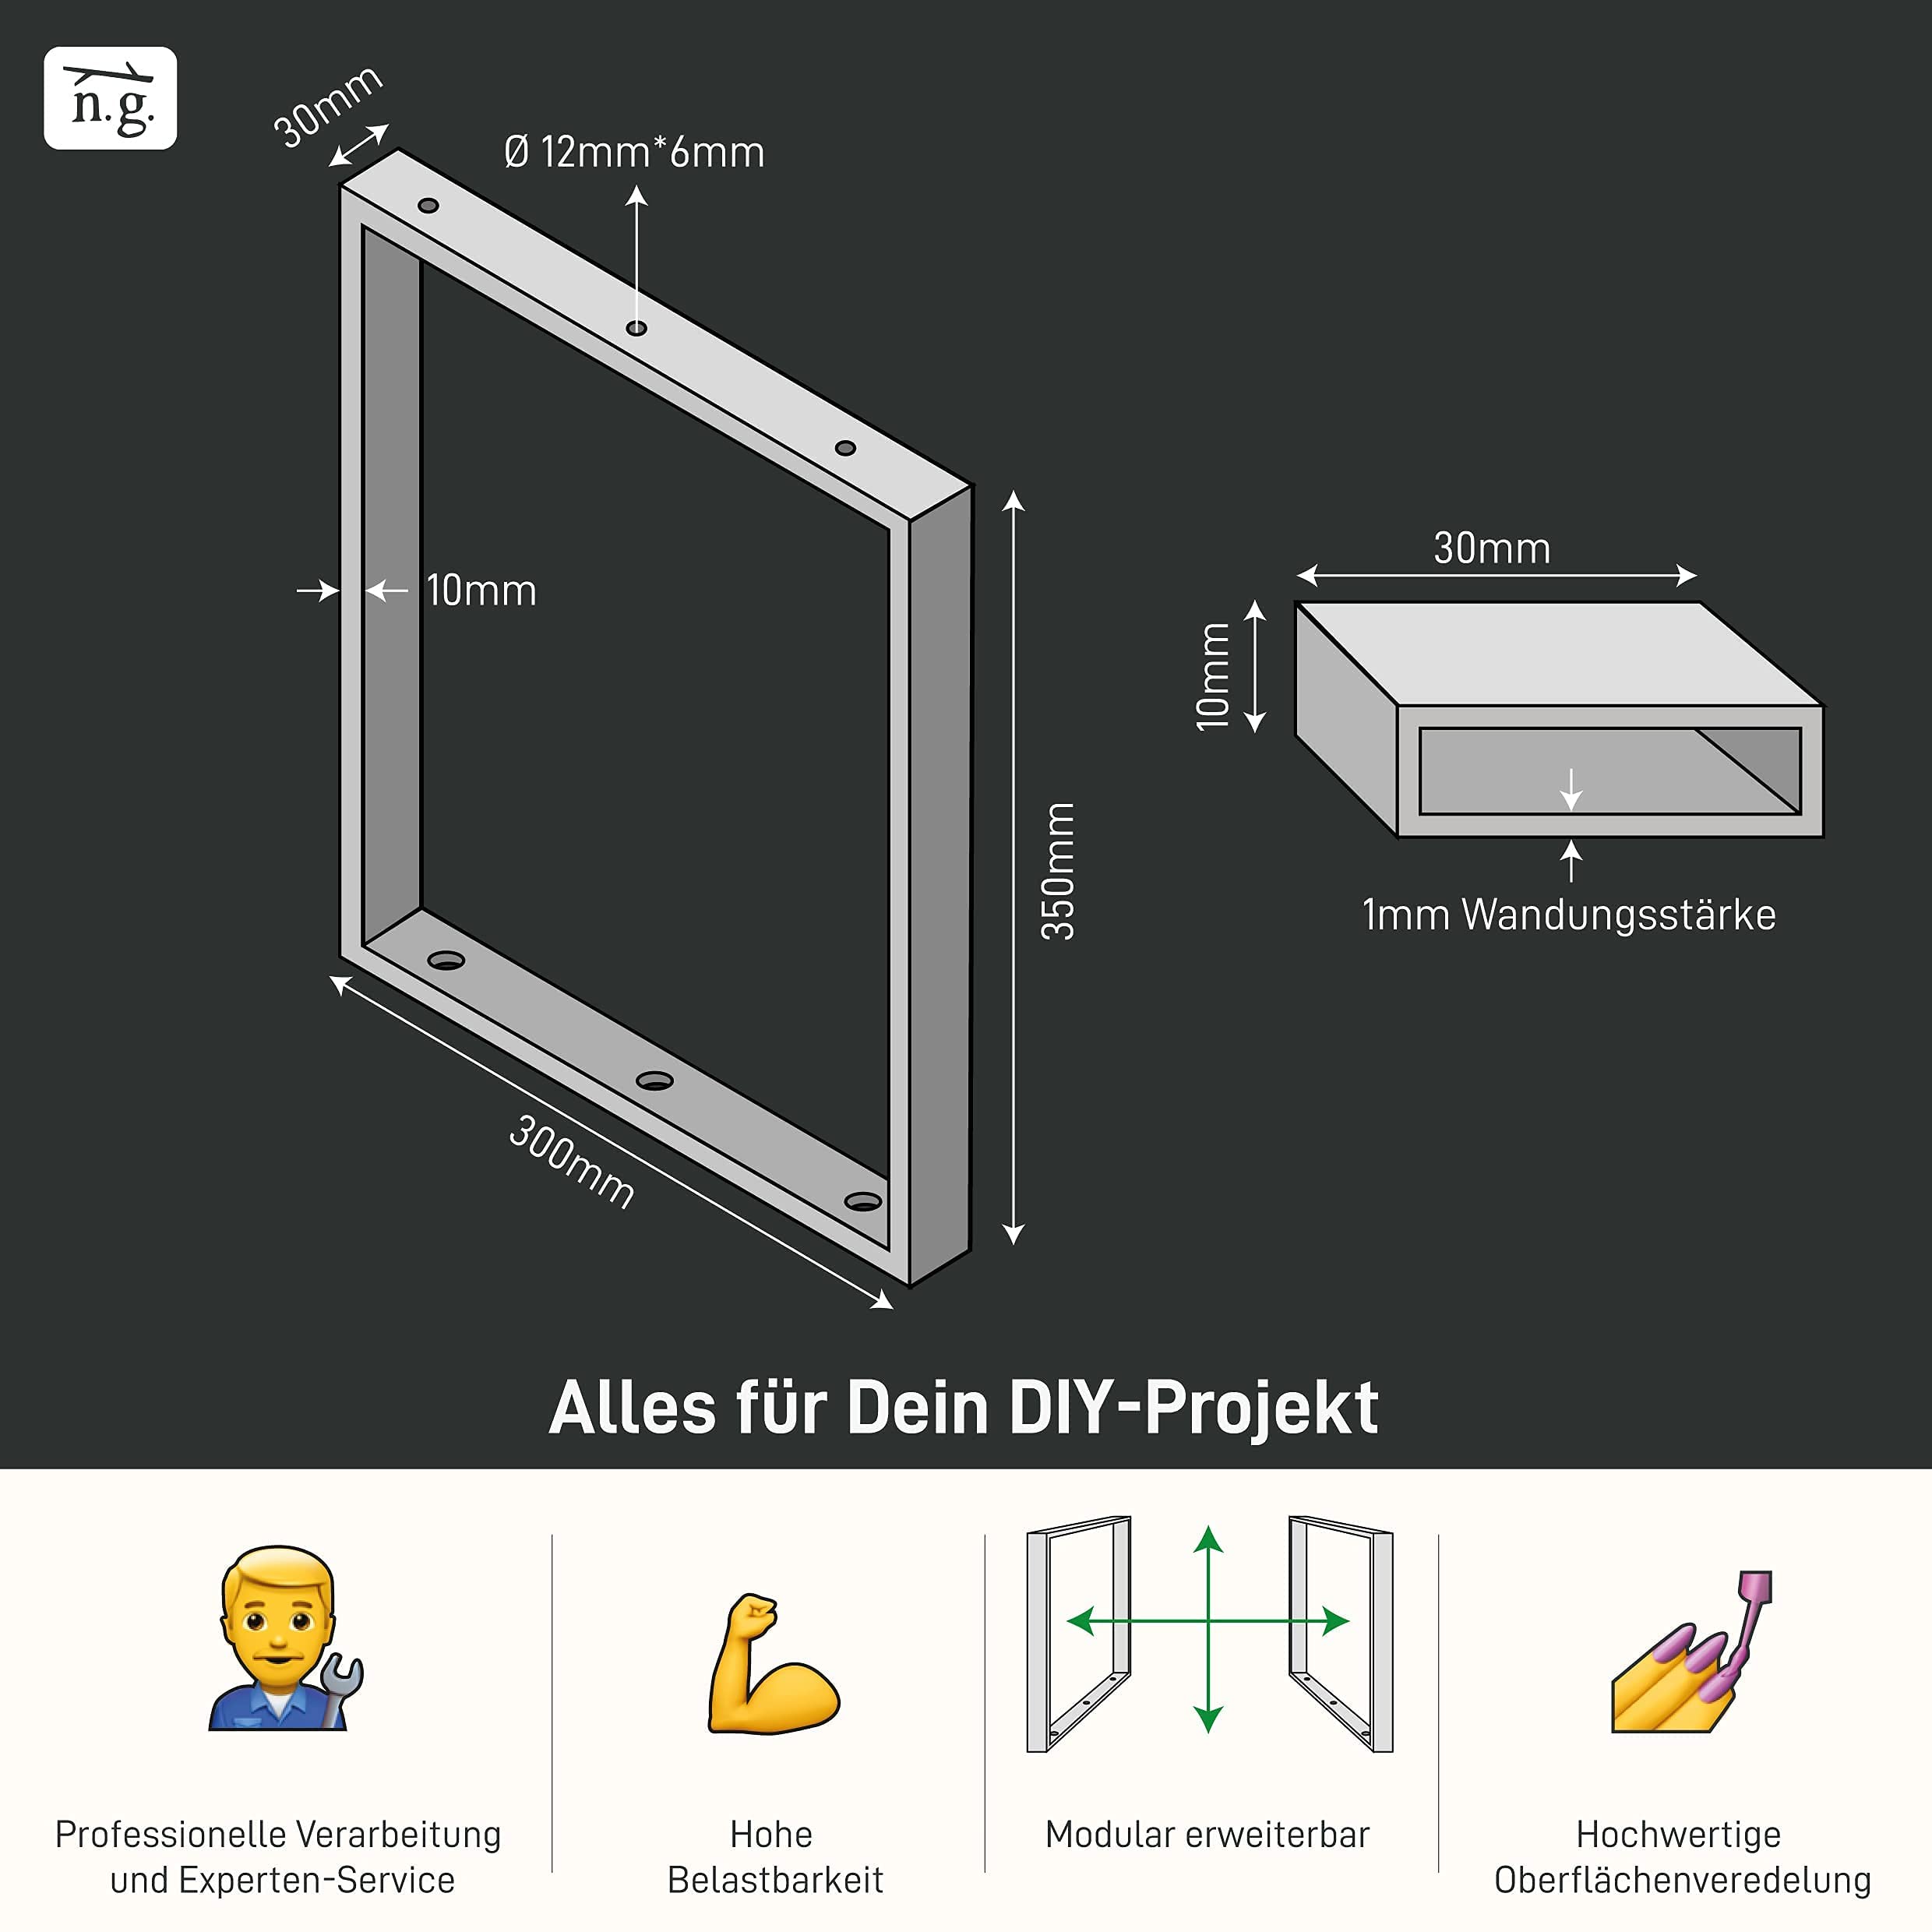 n.g.
30mm
Ø 12mm*6mm
10mm
350mm
300mm
30mm
10mm
1mm Wandungsstärke
Alles für Dein DIY-Projekt
Professionelle Verarbeitung
und Experten-Service
Hohe
Belastbarkeit
Modular erweiterbar
Hochwertige
Oberflächenveredelung